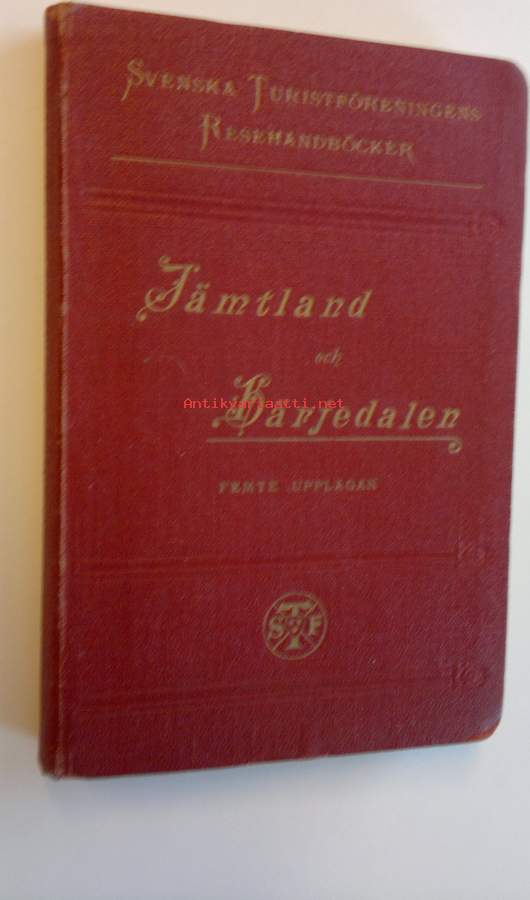 Svenska Turistföreningens
Resehandböcker
Jämtland
och
Antikvariaatti.net
Härjedalen
Femte Upplagan
STF